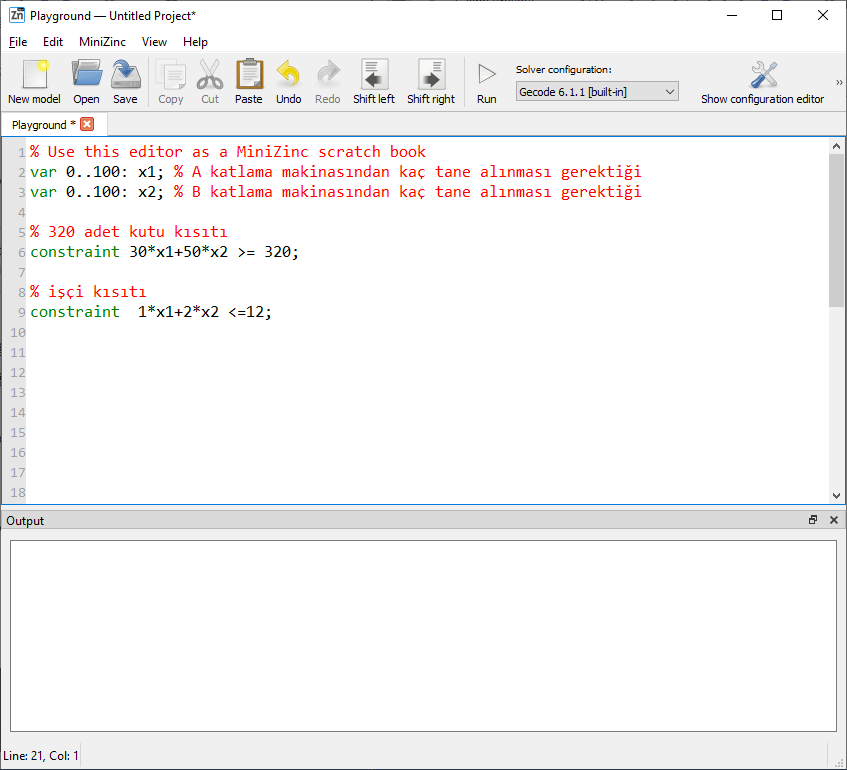 Zn Playground — Untitled Project*
File Edit MiniZinc View Help
New model Open Save Copy Cut Paste Undo Redo Shift left Shift right Run Solver configuration: Show configuration editor
Gecode 6.1.1 [built-in]
Playground *
1 % Use this editor as a MiniZinc scratch book
2 var 0..100: x1; % A katlama makinasından kaç tane alınması gerektiği
3 var 0..100: x2; % B katlama makinasından kaç tane alınması gerektiği
4
5 % 320 adet kutu kısıtı
6 constraint 30*x1+50*x2 >= 320;
7
8 % işçi kısıtı
9 constraint  1*x1+2*x2 <=12;
10
11
12
13
14
15
16
17
18
Output
Line: 21, Col: 1